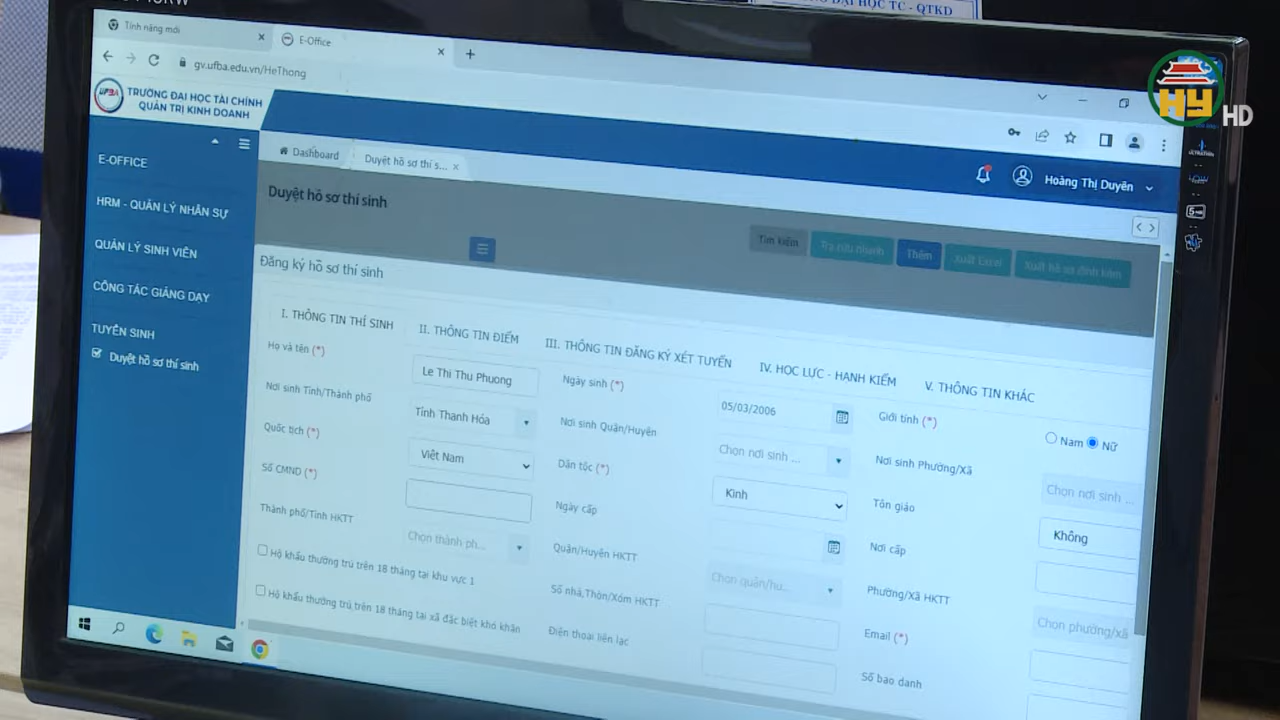 ĐẠI HỌC TC - QTKD
Tính năng mới
E-Office
gv.ufba.edu.vn/HeThong
UFBA
TRƯỜNG ĐẠI HỌC TÀI CHÍNH
QUẢN TRỊ KINH DOANH
HY HD
Dashboard
Duyệt hồ sơ thí s...
Hoàng Thị Duyên
E-OFFICE
HRM - QUẢN LÝ NHÂN SỰ
QUẢN LÝ SINH VIÊN
CÔNG TÁC GIẢNG DẠY
TUYỂN SINH
Duyệt hồ sơ thí sinh
Duyệt hồ sơ thí sinh
Tìm kiếm
Tra cứu nhanh
Thêm
Xuất Excel
Xuất hồ sơ đính kèm
Đăng ký hồ sơ thí sinh
I. THÔNG TIN THÍ SINH
II. THÔNG TIN ĐIỂM
III. THÔNG TIN ĐĂNG KÝ XÉT TUYỂN
IV. HỌC LỰC - HẠNH KIỂM
V. THÔNG TIN KHÁC
Họ và tên (*)
Le Thi Thu Phuong
Ngày sinh (*)
05/03/2006
Giới tính (*)
Nam
Nữ
Nơi sinh Tỉnh/Thành phố
Tỉnh Thanh Hóa
Nơi sinh Quận/Huyện
Chọn nơi sinh ...
Nơi sinh Phường/Xã
Chọn nơi sinh ...
Quốc tịch (*)
Việt Nam
Dân tộc (*)
Kinh
Tôn giáo
Không
Số CMND (*)
Ngày cấp
Nơi cấp
Thành phố/Tỉnh HKTT
Chọn thành ph...
Quận/Huyện HKTT
Chọn quận/hu...
Phường/Xã HKTT
Chọn phường/xã
Hộ khẩu thường trú trên 18 tháng tại khu vực 1
Số nhà,Thôn/Xóm HKTT
Email (*)
Hộ khẩu thường trú trên 18 tháng tại xã đặc biệt khó khăn
Điện thoại liên lạc
Số báo danh